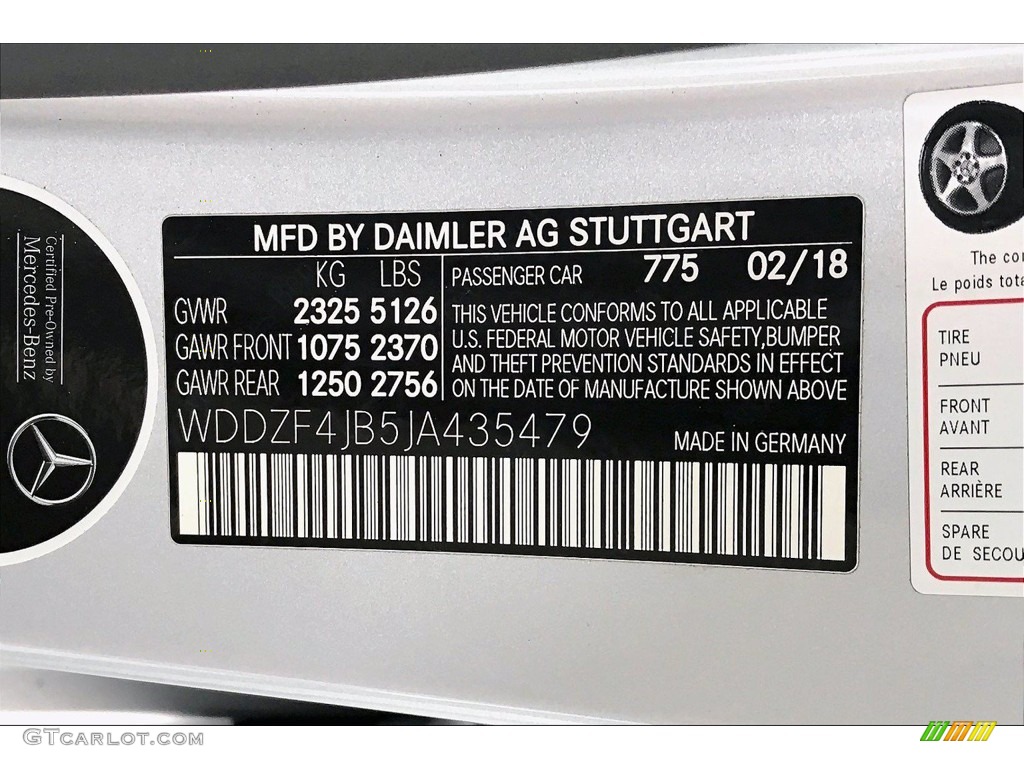 MFD BY DAIMLER AG STUTTGART
KG LBS
GVWR 2325 5126
GAWR FRONT 1075 2370
GAWR REAR 1250 2756
PASSENGER CAR 775 02/18
THIS VEHICLE CONFORMS TO ALL APPLICABLE
U.S. FEDERAL MOTOR VEHICLE SAFETY,BUMPER
AND THEFT PREVENTION STANDARDS IN EFFECT
ON THE DATE OF MANUFACTURE SHOWN ABOVE
WDDZF4JB5JA435479
MADE IN GERMANY
Certified Pre-Owned by
Mercedes-Benz
The
Le poids
TIRE
PNEU
FRONT
AVANT
REAR
ARRIÈRE
SPARE
DE
GTCARLOT.COM